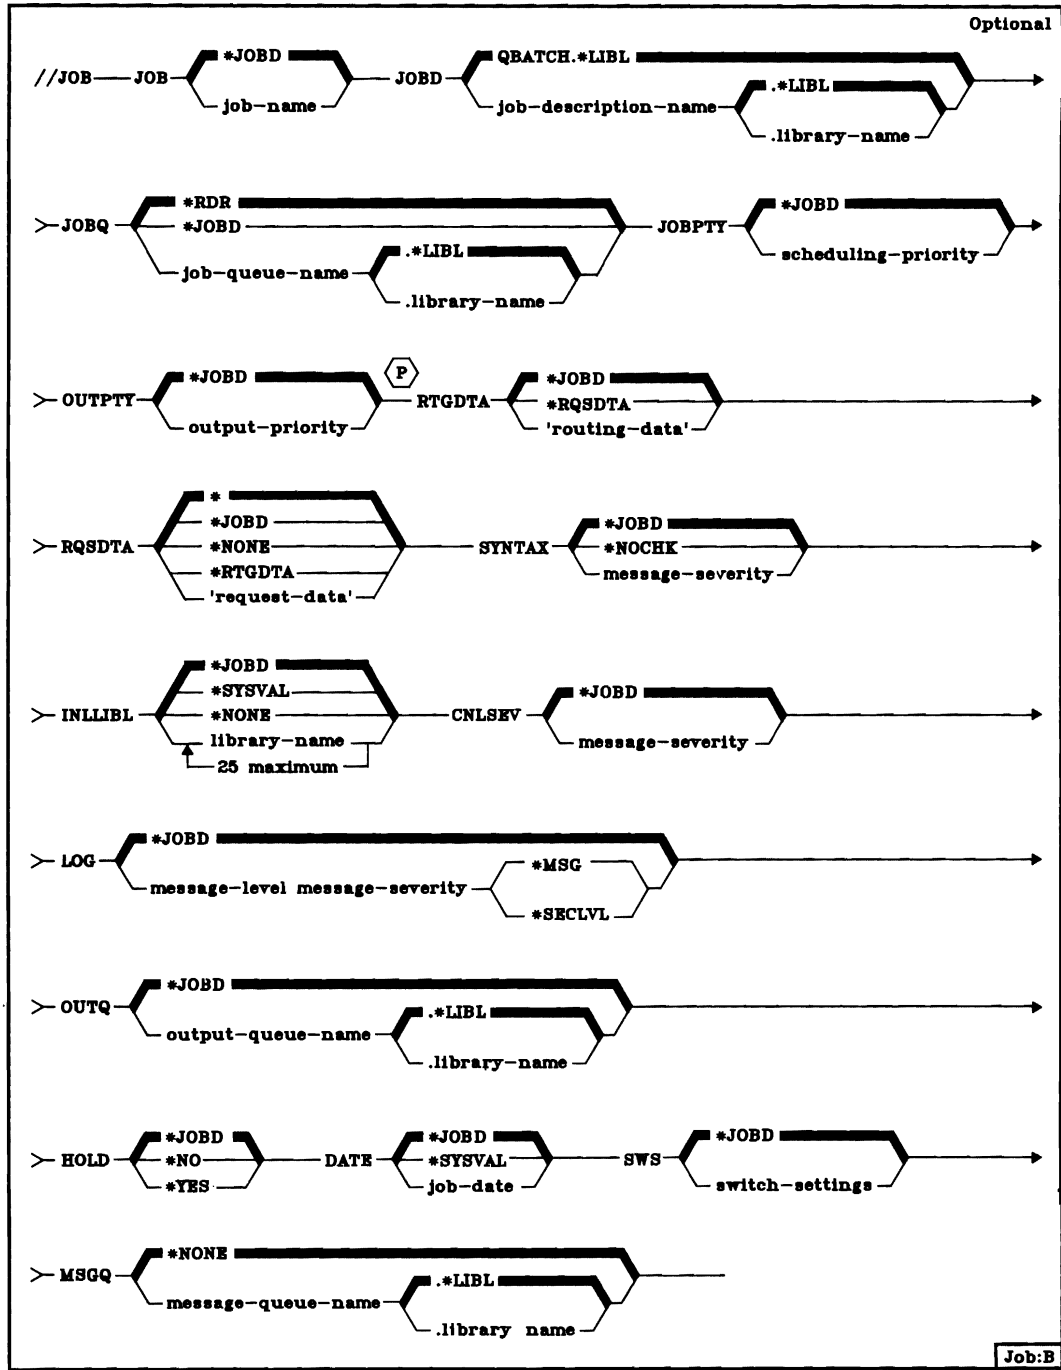 Optional
//JOB JOB *JOBD JOBD QBATCH.*LIBL
job-name job-description-name .*LIBL
.library-name
JOBQ *RDR JOBPTY *JOBD
*JOBD scheduling-priority
job-queue-name .*LIBL
.library-name
OUTPTY *JOBD P RTGDTA *JOBD
output-priority *RQSDTA
'routing-data'
RQSDTA * SYNTAX *JOBD
*JOBD *NOCHK
*NONE message-severity
*RTGDTA
'request-data'
INLLIBL *JOBD CNLSEV *JOBD
*SYSVAL message-severity
*NONE
library-name
25 maximum
LOG *JOBD
message-level message-severity *MSG
*SECLVL
OUTQ *JOBD
output-queue-name .*LIBL
.library-name
HOLD *JOBD DATE *JOBD SWS *JOBD
*NO *SYSVAL switch-settings
*YES job-date
MSGQ *NONE
message-queue-name .*LIBL
.library name
Job:B